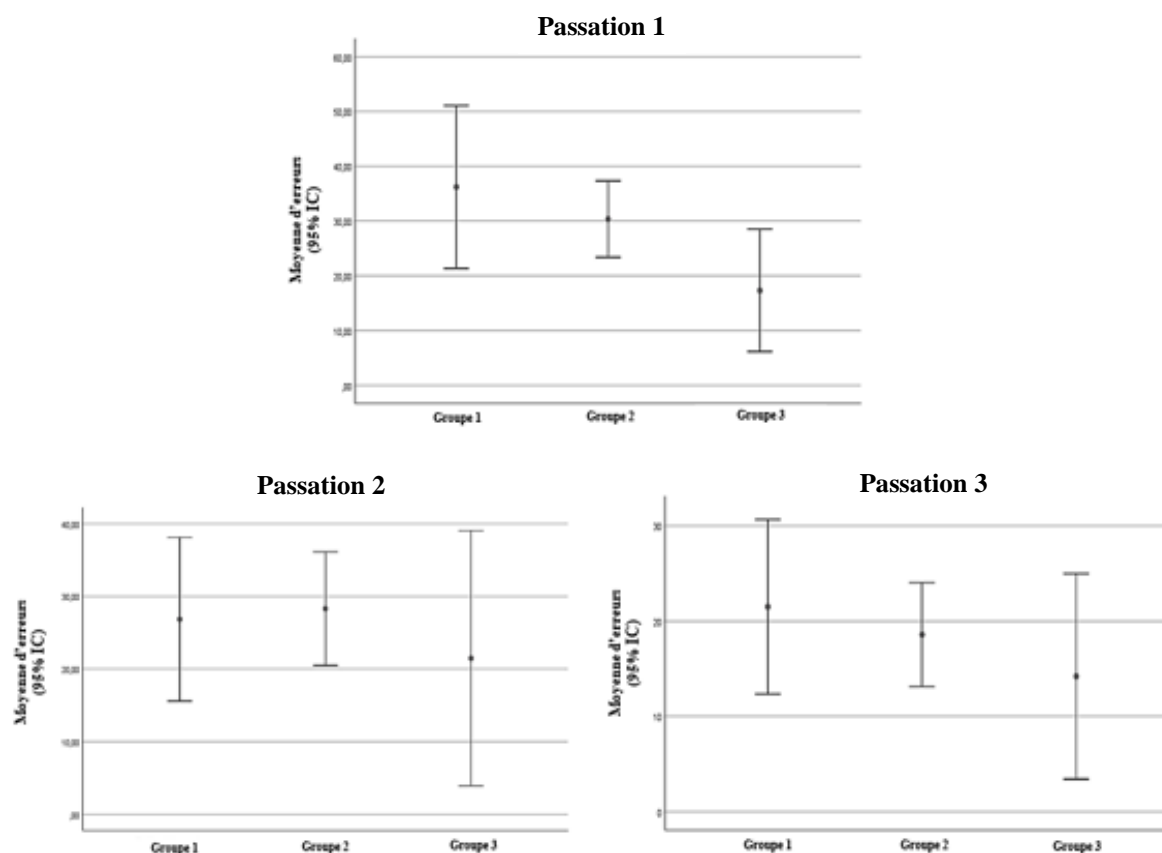 Passation 1
60,00
50,00
40,00
30,00
20,00
10,00
,00
Moyenne d'erreurs
(95% IC)
Groupe 1
Groupe 2
Groupe 3
Passation 2
40,00
30,00
20,00
10,00
,00
Moyenne d'erreurs
(95% IC)
Groupe 1
Groupe 2
Groupe 3
Passation 3
30
20
10
0
Moyenne d'erreurs
(95% IC)
Groupe 1
Groupe 2
Groupe 3